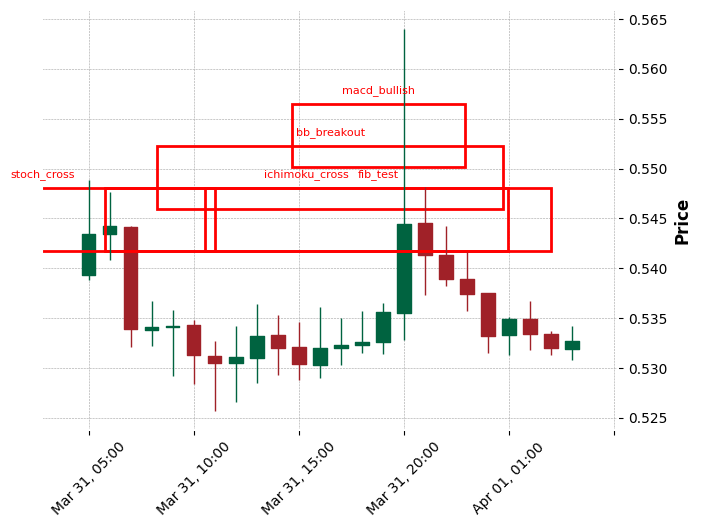 0.565
0.560
macd_bullish
0.555
bb_breakout
0.550
stoch_cross
ichimoku_cross
fib_test
0.545
Price
0.540
0.535
0.530
0.525
Mar 31, 05:00
Mar 31, 10:00
Mar 31, 15:00
Mar 31, 20:00
Apr 01, 01:00